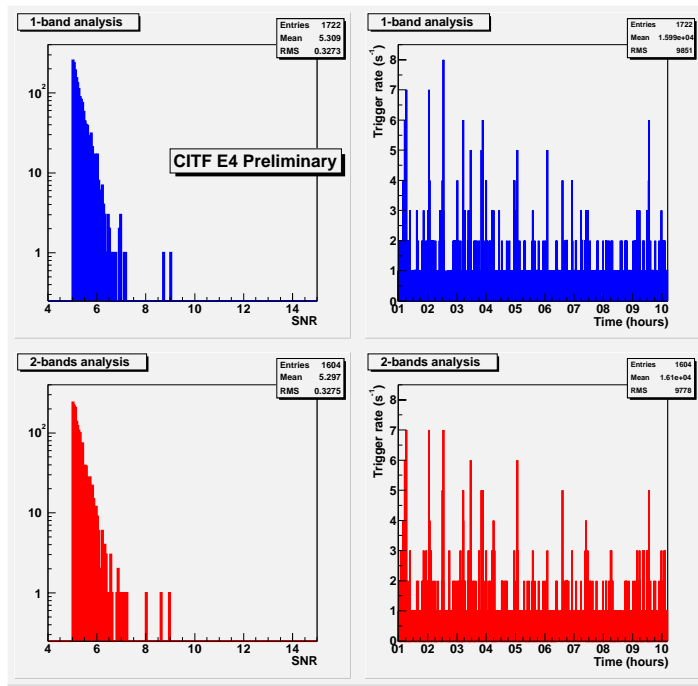 1-band analysis
Entries 1722
Mean 5.309
RMS 0.3273
10²
10
1
CITF E4 Preliminary
4 6 8 10 12 14
SNR
1-band analysis
Entries 1722
Mean 1.599e+04
RMS 9851
Trigger rate (s⁻¹)
8
7
6
5
4
3
2
1
0
01 02 03 04 05 06 07 08 09 10
Time (hours)
2-bands analysis
Entries 1604
Mean 5.297
RMS 0.3275
10²
10
1
4 6 8 10 12 14
SNR
2-bands analysis
Entries 1604
Mean 1.61e+04
RMS 9778
Trigger rate (s⁻¹)
8
7
6
5
4
3
2
1
0
01 02 03 04 05 06 07 08 09 10
Time (hours)